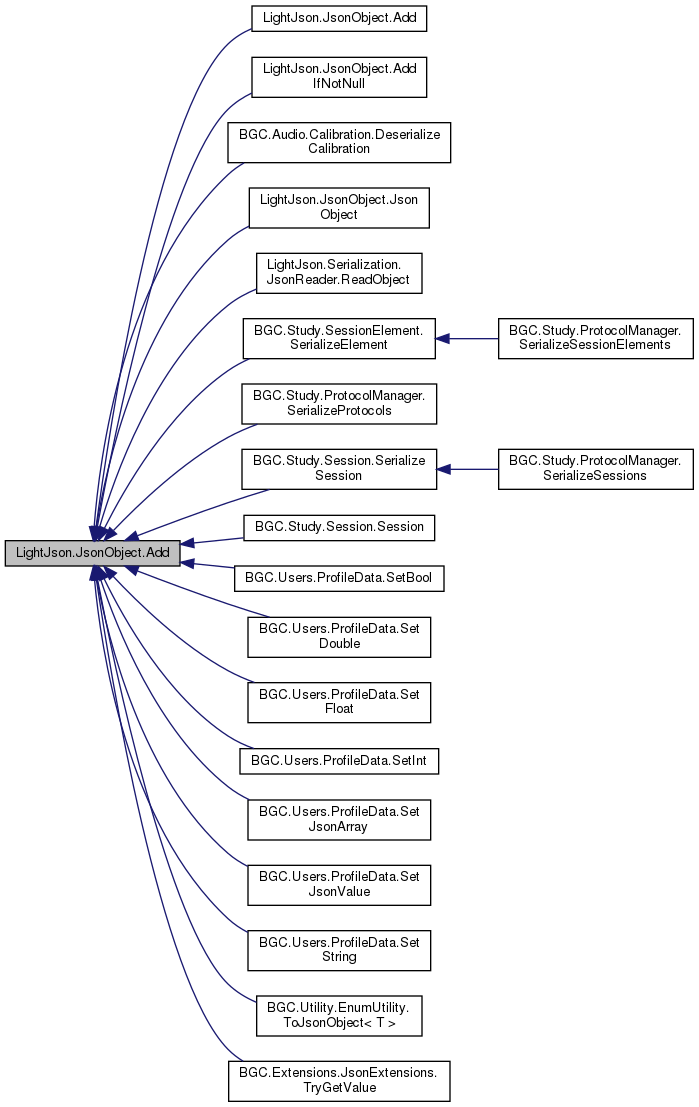 LightJson.JsonObject.Add
LightJson.JsonObject.Add
LightJson.JsonObject.Add
IfNotNull
BGC.Audio.Calibration.Deserialize
Calibration
LightJson.JsonObject.Json
Object
LightJson.Serialization.
JsonReader.ReadObject
BGC.Study.SessionElement.
SerializeElement
BGC.Study.ProtocolManager.
SerializeSessionElements
BGC.Study.ProtocolManager.
SerializeProtocols
BGC.Study.Session.Serialize
Session
BGC.Study.ProtocolManager.
SerializeSessions
BGC.Study.Session.Session
BGC.Users.ProfileData.SetBool
BGC.Users.ProfileData.Set
Double
BGC.Users.ProfileData.Set
Float
BGC.Users.ProfileData.SetInt
BGC.Users.ProfileData.Set
JsonArray
BGC.Users.ProfileData.Set
JsonValue
BGC.Users.ProfileData.Set
String
BGC.Utility.EnumUtility.
ToJsonObject< T >
BGC.Extensions.JsonExtensions.
TryGetValue